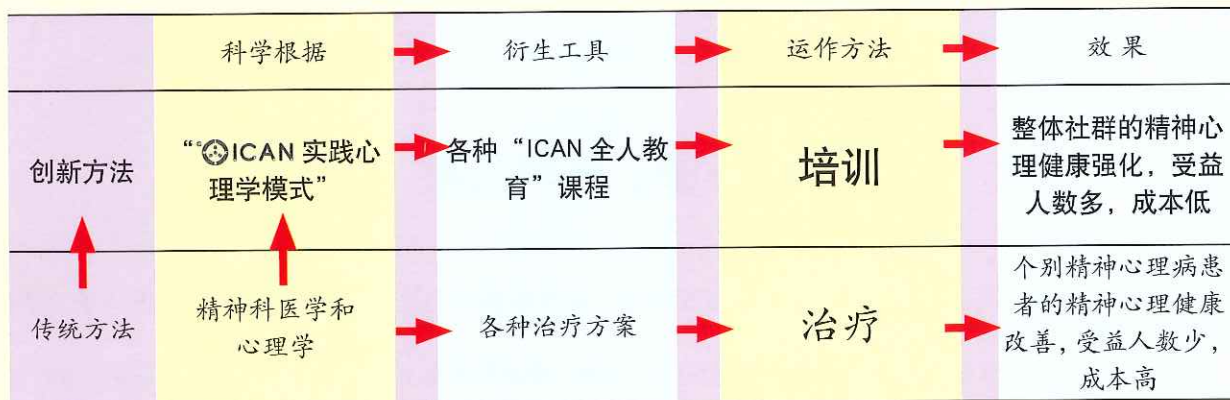 科学根据
衍生工具
运作方法
效果
创新方法
“ICAN 实践心
理学模式”
各种“ICAN 全人教
育”课程
培训
整体社群的精神心
理健康强化，受益
人数多，成本低
传统方法
精神科医学和
心理学
各种治疗方案
治疗
个别精神心理病患
者的精神心理健康
改善，受益人数少，
成本高